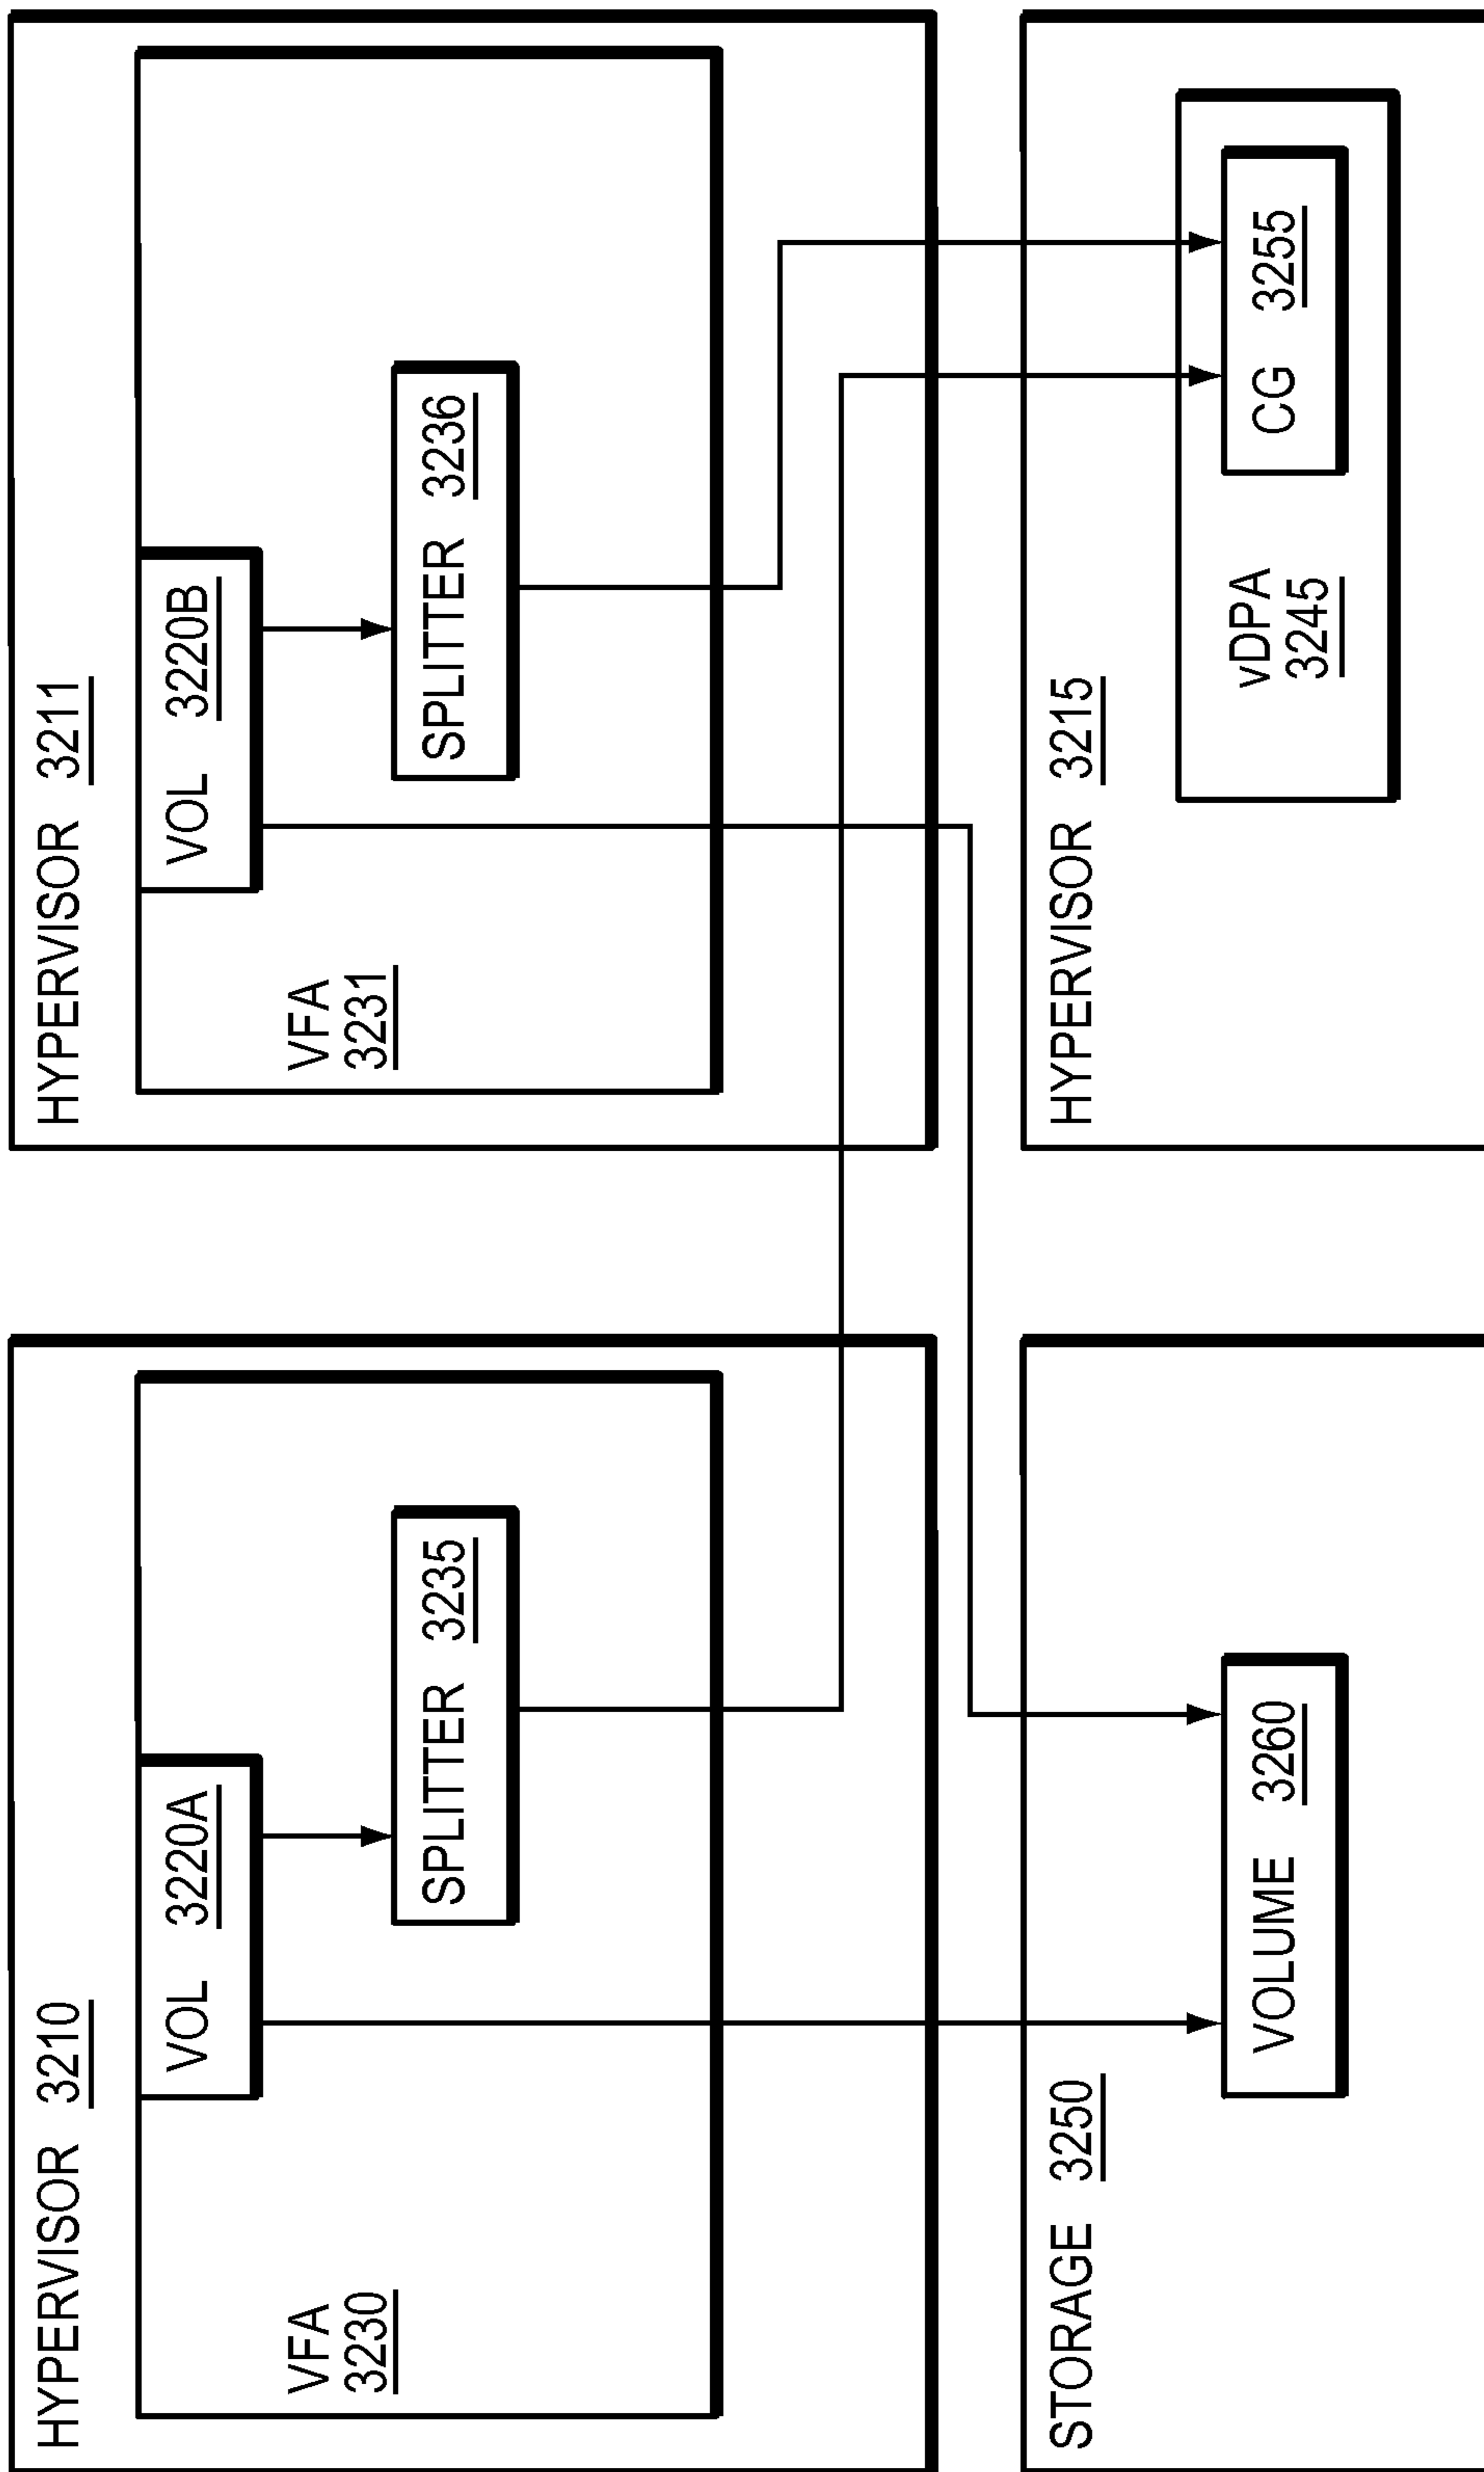 HYPERVISOR 3210
VOL 3220A
VFA
3230
SPLITTER 3235
HYPERVISOR 3211
VOL 3220B
VFA
3231
SPLITTER 3236
STORAGE 3250
VOLUME 3260
HYPERVISOR 3215
vDPA
3245
CG 3255